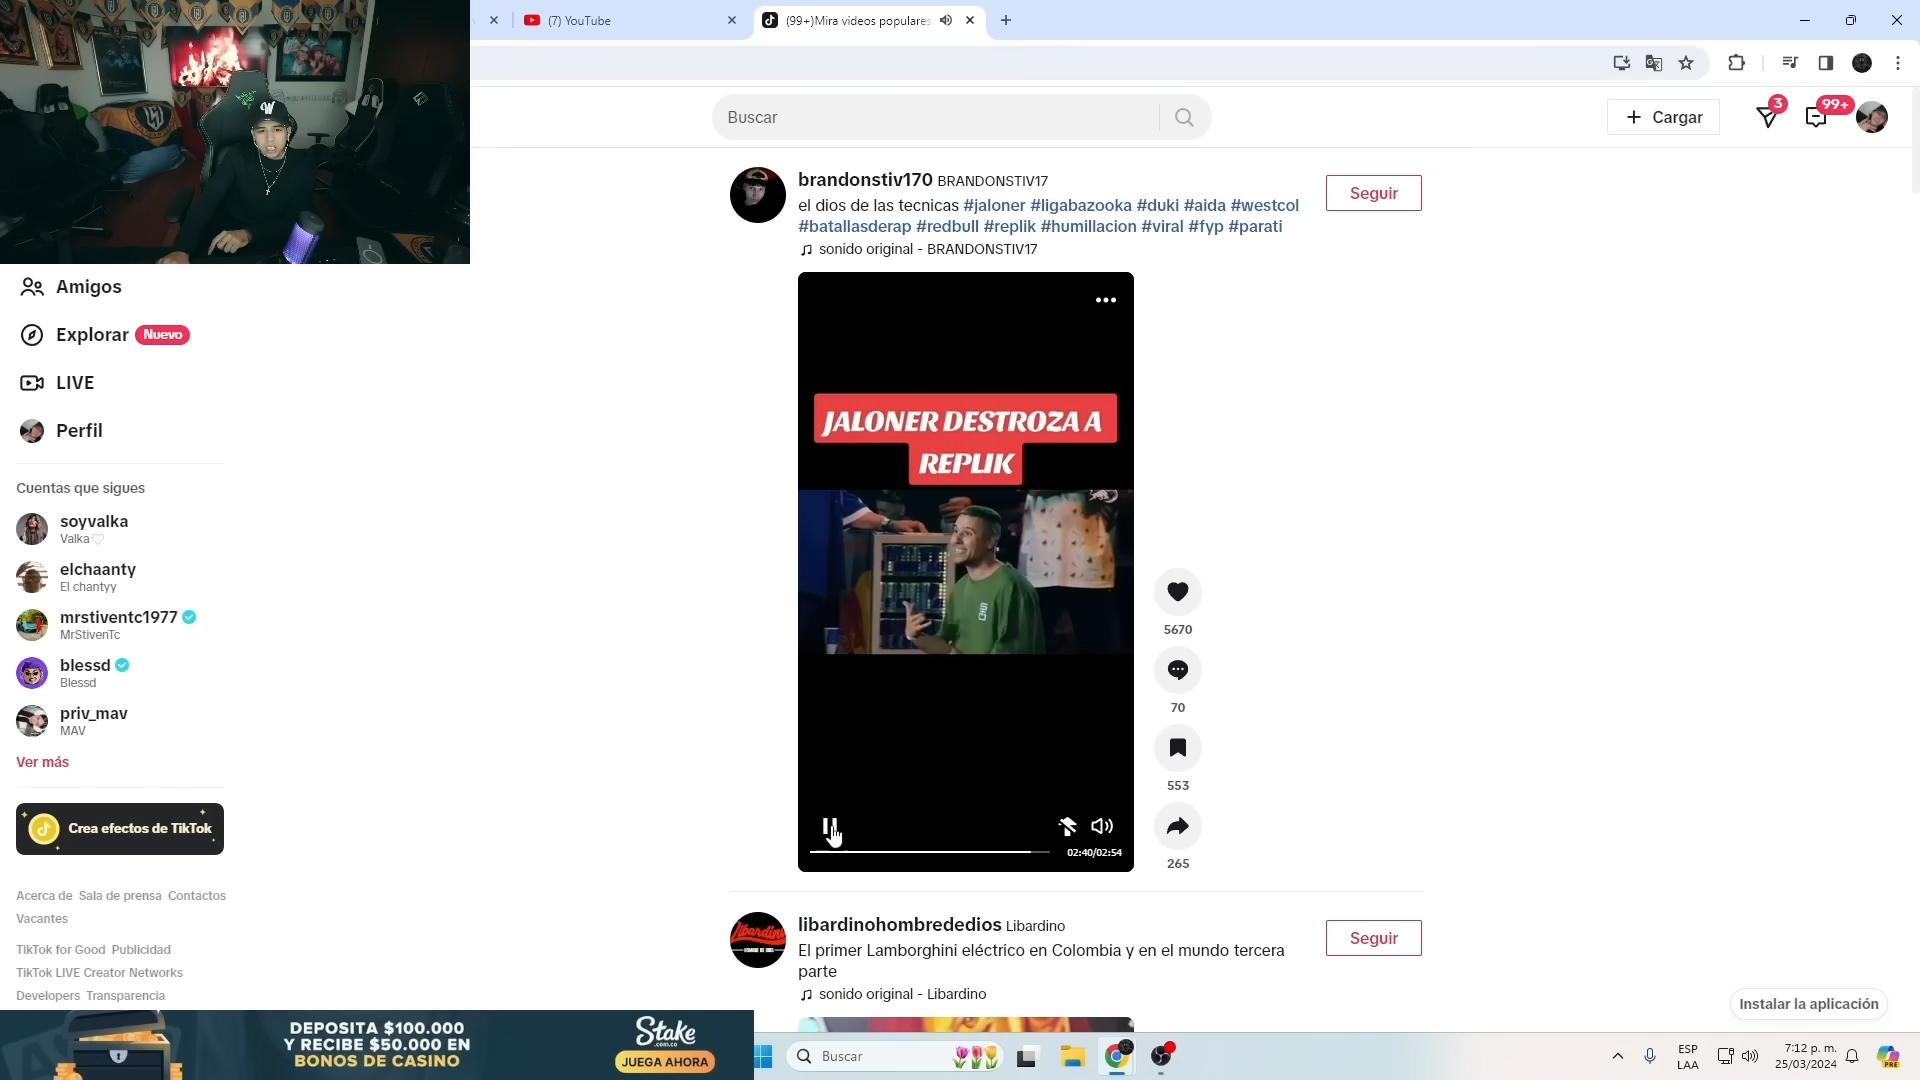 (7) YouTube
(99+)Mira videos populares
Buscar
Cargar
3
99+
brandonstiv170 BRANDONSTIV17
Seguir
el dios de las tecnicas #jaloner #ligabazooka #duki #aida #westcol
#batallasderap #redbull #replik #humillacion #viral #fyp #parati
sonido original - BRANDONSTIV17
Amigos
Explorar Nuevo
LIVE
Perfil
Cuentas que sigues
soyvalka
Valka
elchaanty
El chantyy
mrstiventc1977
MrStivenTc
blessd
Blessd
priv_mav
MAV
Ver más
Crea efectos de TikTok
Acerca de Sala de prensa Contactos
Vacantes
TikTok for Good Publicidad
TikTok LIVE Creator Networks
Developers Transparencia
JALONER DESTROZA A
REPLIK
5670
70
553
265
02:40/02:54
libardinohombrededios Libardino
Seguir
El primer Lamborghini eléctrico en Colombia y en el mundo tercera
parte
sonido original - Libardino
Instalar la aplicación
DEPOSITA $100.000
Y RECIBE $50.000 EN
BONOS DE CASINO
Stake
.com.co
JUEGA AHORA
Buscar
ESP
LAA
7:12 p. m.
25/03/2024
PRE